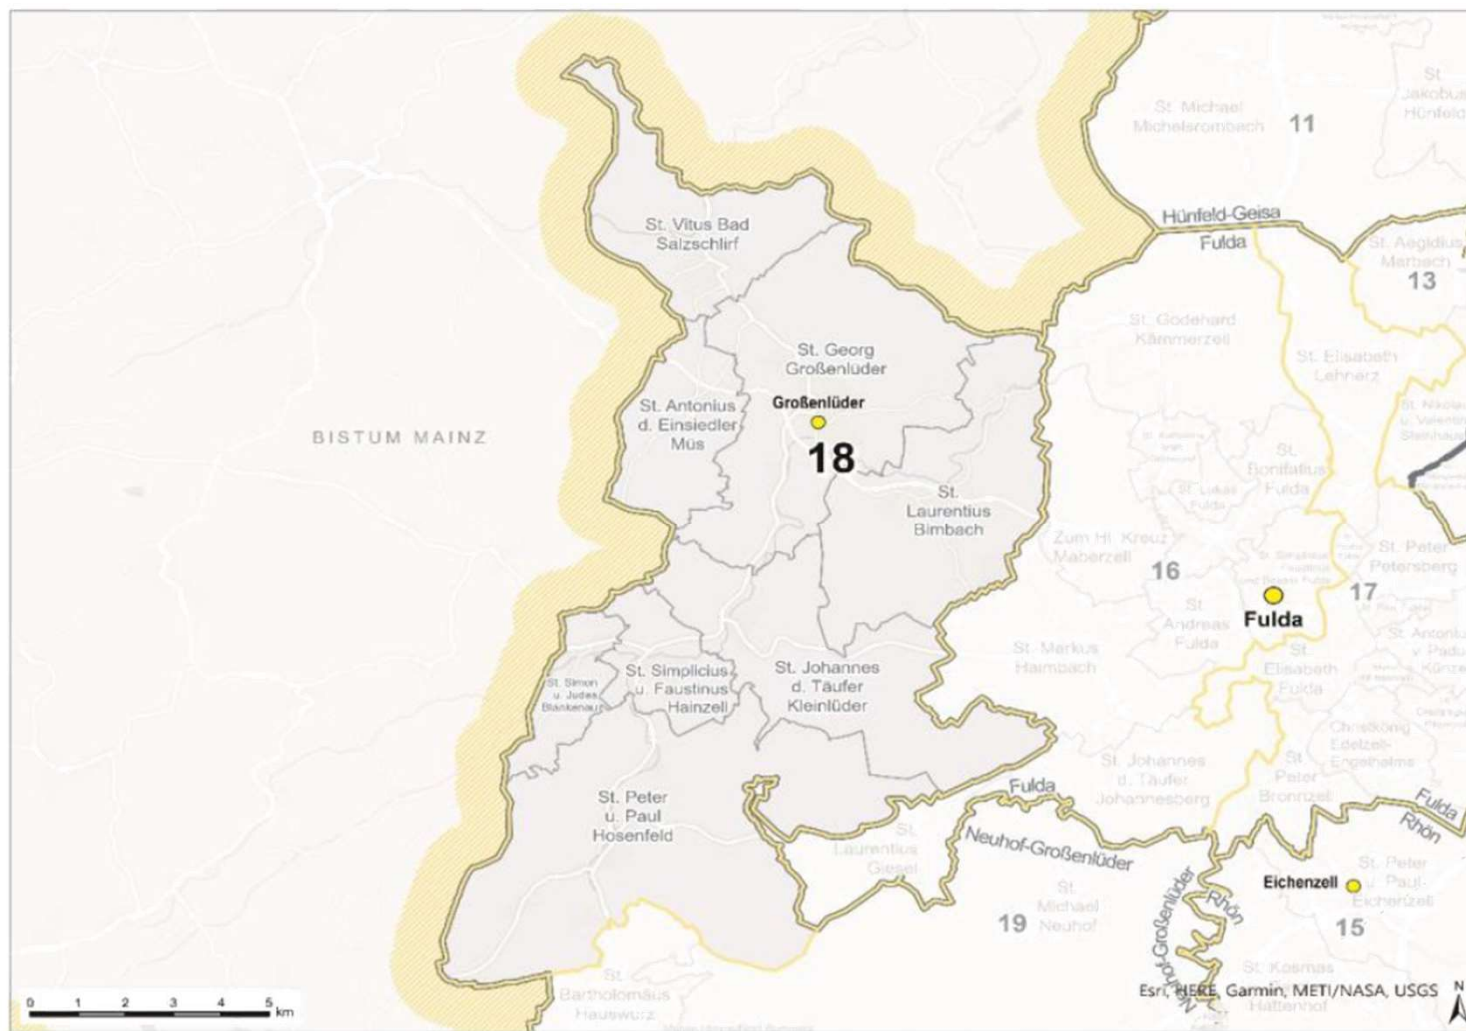 St. Michael
Michelsrombach
11
St.
Jakobus
Hünfeld
Hünfeld-Geisa
Fulda
St. Aegidius
Marbach
13
St. Vitus Bad
Salzschlirf
St. Godehard
Kämmerzell
St. Elisabeth
Lehnerz
St. Georg
Großenlüder
Großenlüder
18
St. Antonius
d. Einsiedler
Müs
BISTUM MAINZ
St.
Bonifatius
Fulda
St. Lukas
Fulda
St.
Laurentius
Bimbach
Zum Hl. Kreuz
Maberzell
16
St. Peter
Petersberg
17
Fulda
St.
Andreas
Fulda
St. Markus
Haimbach
St.
Elisabeth
Fulda
St. Simon
u. Judas
Blankenau
St. Simplicius
u. Faustinus
Hainzell
St. Johannes
d. Täufer
Kleinlüder
Christkönig
Edelzell-
Engelhelms
St. Johannes
d. Täufer
Johannesberg
St.
Peter
Bronnzell
St. Peter
u. Paul
Hosenfeld
Fulda
Neuhof-Großenlüder
Fulda
Rhön
St.
Laurentius
Giesel
St.
Michael
Neuhof
19
Neuhof-Großenlüder
Rhön
Eichenzell
St. Peter
u. Paul-
Eichenzell
15
St.
Bartholomäus
Hauswurz
St. Kosmas
Hattenhof
0 1 2 3 4 5
km
Esri, HERE, Garmin, METI/NASA, USGS
N